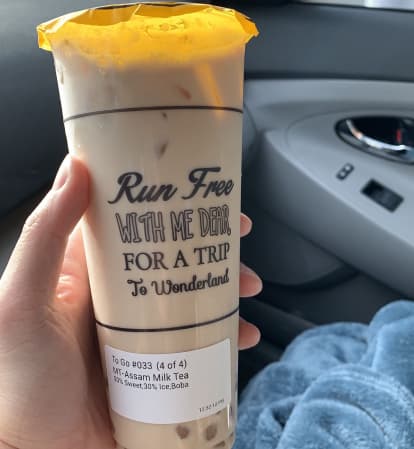 Run Free
WITH ME DEAR,
FOR A TRIP
To Wonderland
To Go #033 (4 of 4)
MT-Assam Milk Tea
Sweet,30% Ice,Boba